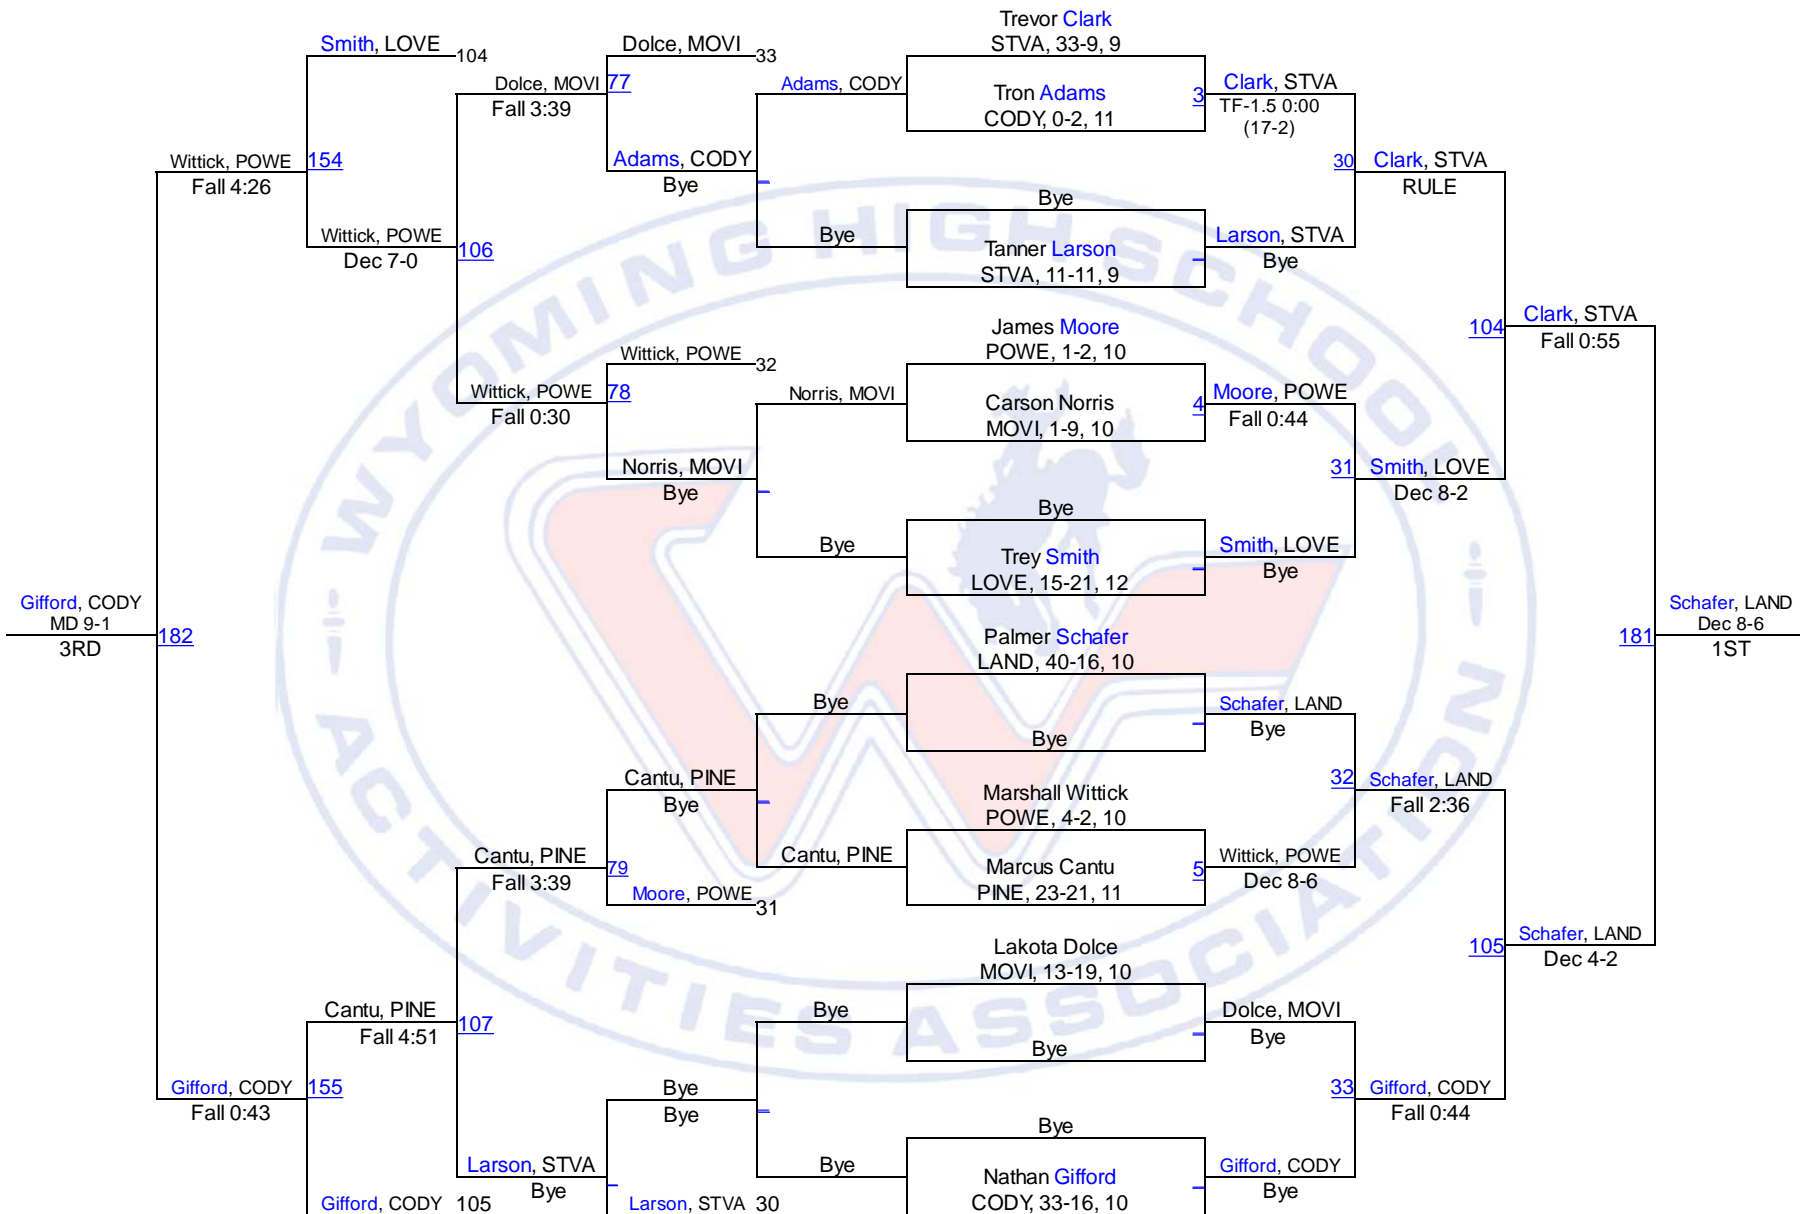 Trevor Clark
STVA, 33-9, 9
Smith, LOVE
104
Dolce, MOVI
33
Dolce, MOVI
77
Fall 3:39
Adams, CODY
Tron Adams
CODY, 0-2, 11
3
Clark, STVA
TF-1.5 0:00
(17-2)
Wittick, POWE
154
Fall 4:26
Adams, CODY
Bye
30
Clark, STVA
RULE
Bye
Wittick, POWE
106
Dec 7-0
Bye
Tanner Larson
STVA, 11-11, 9
Larson, STVA
Bye
James Moore
POWE, 1-2, 10
104
Clark, STVA
Fall 0:55
Wittick, POWE
32
Wittick, POWE
78
Fall 0:30
Norris, MOVI
Carson Norris
MOVI, 1-9, 10
4
Moore, POWE
Fall 0:44
Norris, MOVI
Bye
31
Smith, LOVE
Dec 8-2
Bye
Bye
Trey Smith
LOVE, 15-21, 12
Smith, LOVE
Bye
Gifford, CODY
MD 9-1
182
3RD
Palmer Schafer
LAND, 40-16, 10
181
Schafer, LAND
Dec 8-6
1ST
Bye
Bye
Schafer, LAND
Bye
Cantu, PINE
Bye
Marshall Wittick
POWE, 4-2, 10
32
Schafer, LAND
Fall 2:36
Cantu, PINE
79
Fall 3:39
Cantu, PINE
Marcus Cantu
PINE, 23-21, 11
5
Wittick, POWE
Dec 8-6
Moore, POWE
31
Lakota Dolce
MOVI, 13-19, 10
105
Schafer, LAND
Dec 4-2
Cantu, PINE
107
Fall 4:51
Bye
Bye
Dolce, MOVI
Bye
Gifford, CODY
155
Fall 0:43
Bye
Bye
33
Gifford, CODY
Fall 0:44
Bye
Larson, STVA
Bye
Bye
Nathan Gifford
CODY, 33-16, 10
Gifford, CODY
Bye
Gifford, CODY
105
Larson, STVA
30
WYOMING HIGH SCHOOL
ACTIVITIES ASSOCIATION